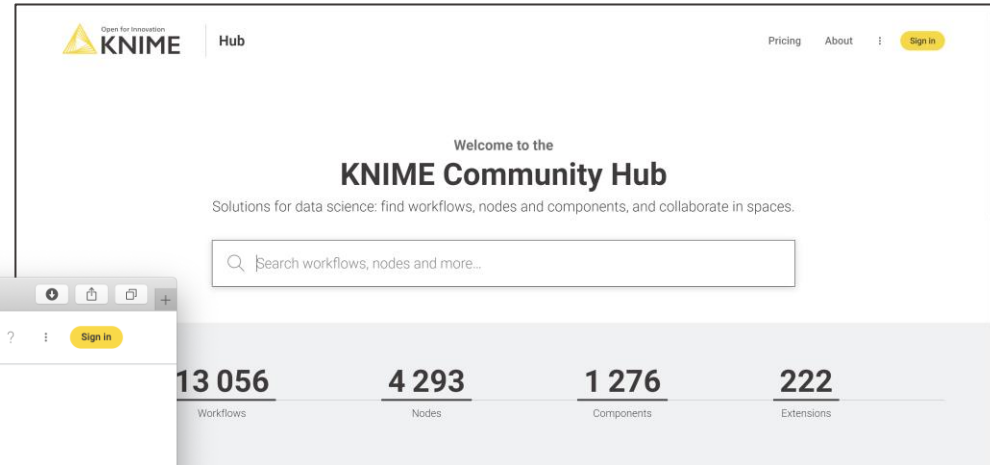 Open for Innovation
KNIME
Hub
Pricing About Sign in
Welcome to the
KNIME Community Hub
Solutions for data science: find workflows, nodes and components, and collaborate in spaces.
Search workflows, nodes and more...
? Sign in
13 056 4 293 1 276 222
Workflows Nodes Components Extensions